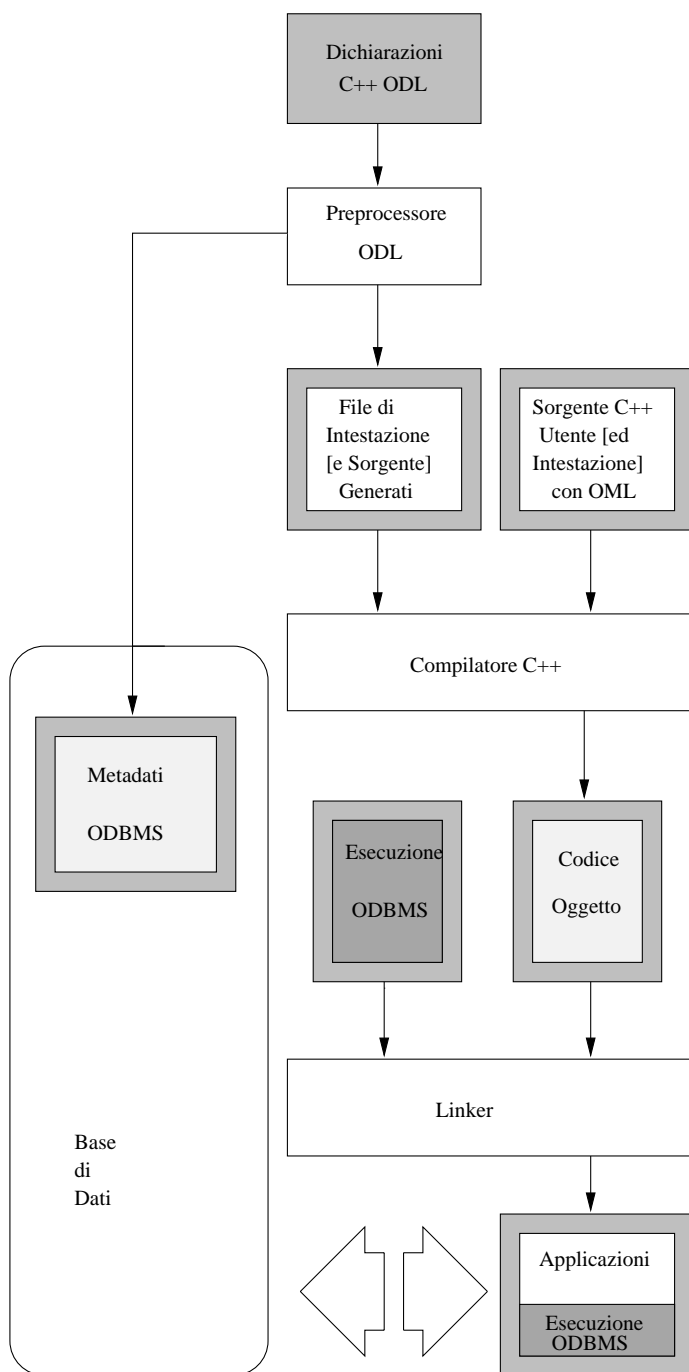 Dichiarazioni
C++ ODL
Preprocessore
ODL
File di
Intestazione
[e Sorgente]
Generati
Sorgente C++
Utente [ed
Intestazione]
con OML
Compilatore C++
Metadati
ODBMS
Esecuzione
ODBMS
Codice
Oggetto
Linker
Base
di
Dati
Applicazioni
Esecuzione
ODBMS